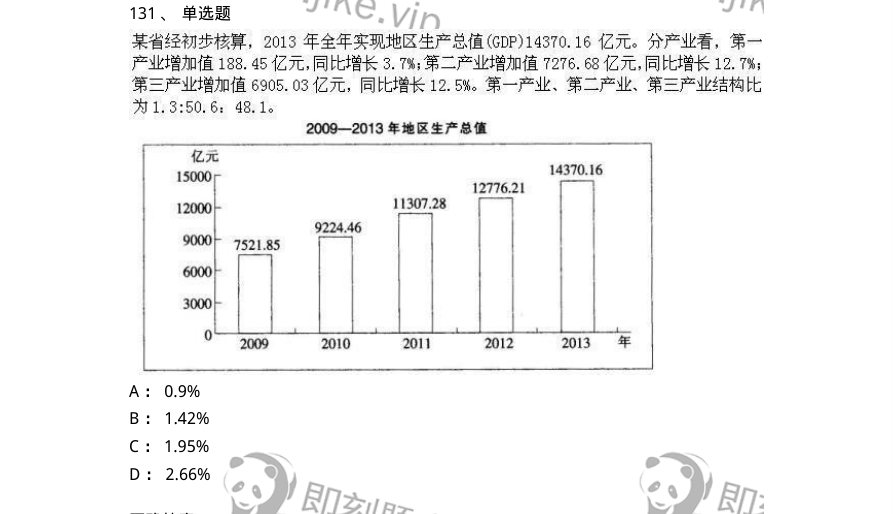 131 、 单选题
某省经初步核算，2013 年全年实现地区生产总值(GDP)14370.16 亿元。分产业看，第一
产业增加值 188.45 亿元,同比增长 3.7%;第二产业增加值 7276.68 亿元,同比增长 12.7%;
第三产业增加值 6905.03 亿元，同比增长 12.5%。第一产业、第二产业、第三产业结构比
为 1.3:50.6：48.1。
2009—2013 年地区生产总值
亿元
15000
12000
9000
6000
3000
0
7521.85
9224.46
11307.28
12776.21
14370.16
2009 2010 2011 2012 2013 年
A： 0.9%
B： 1.42%
C： 1.95%
D： 2.66%